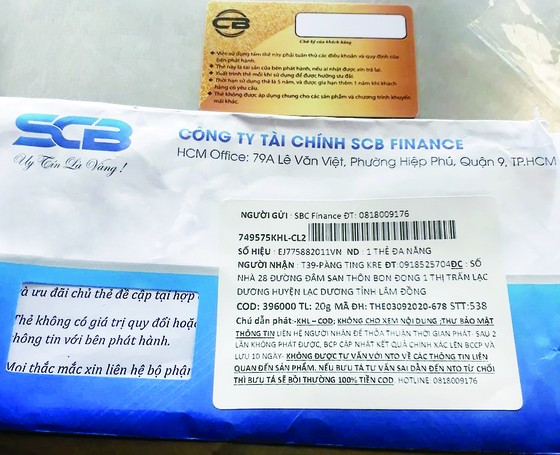 CB
Chữ ký của khách hàng
Việc sử dụng tấm thẻ này phải tuân thủ các điều khoản và quy định của
bên phát hành.
Thẻ này là tài sản của bên phát hành, nếu ai nhặt được xin trả lại.
Xuất trình thẻ mỗi khi sử dụng để được hưởng ưu đãi.
Thời hạn sử dụng thẻ là 5 năm, và được gia hạn thêm 1 năm khi khách
hàng có yêu cầu.
Thẻ không được áp dụng chung cho các sản phẩm và chương trình khuyến
mãi khác.
SCB
Uy Tín Là Vàng !
CÔNG TY TÀI CHÍNH SCB FINANCE
HCM Office: 79A Lê Văn Việt, Phường Hiệp Phú, Quận 9, TP.HCM
NGƯỜI GỬI : SBC Finance ĐT: 0818009176
749575KHL-CL2
SỐ HIỆU : EJ775882011VN ND : 1 THẺ ĐA NĂNG
NGƯỜI NHẬN : T39-PÀNG TING KRE ĐT:0918525704ĐC : SỐ
NHÀ 28 ĐƯỜNG ĐĂM SAN THÔN BON ĐONG 1 THỊ TRẤN LẠC
DƯƠNG HUYỆN LẠC DƯƠNG TỈNH LÂM ĐỒNG
COD: 396000 TL: 20g MÃ ĐH: THE03092020-678 STT:538
Chú dẫn phát -KHL – COD; KHÔNG CHO XEM NỘI DUNG ;THƯ BẢO MẬT
THÔNG TIN LIÊN HỆ NGƯỜI NHẬN ĐỂ THỎA THUẬN THỜI GIAN PHÁT- SAU 2
LẦN KHÔNG PHÁT ĐƯỢC, BCP CẬP NHẬT KẾT QUẢ CHÍNH XÁC LÊN BCCP VÀ
LƯU 10 NGÀY- KHÔNG ĐƯỢC TƯ VẤN VỚI NTO VỀ CÁC THÔNG TIN LIÊN
QUAN ĐẾN SẢN PHẨM. NẾU BƯU TÁ TƯ VẤN SAI DẪN ĐẾN NTO TỪ CHỐI
THÌ BƯU TÁ SẼ BỒI THƯỜNG 100% TIỀN COD. HOTLINE: 0818009176
à ưu đãi chủ thẻ đề cập tại hợp
Thẻ không có giá trị quy đổi hoặc
thông tin với bên phát hành.
Mọi thắc mắc xin liên hệ bộ phận